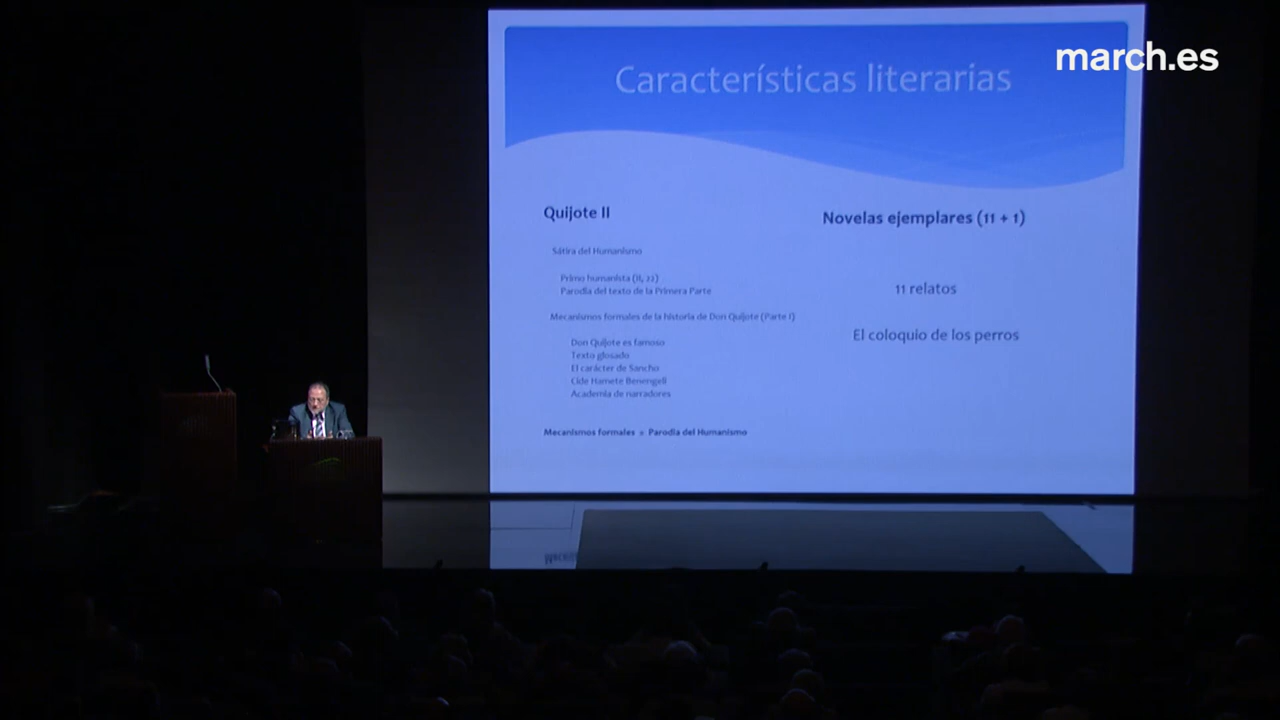 march.es
Características literarias
Quijote II
Sátira del Humanismo
Primo humanista (II, 22)
Parodia del texto de la Primera Parte
Mecanismos formales de la historia de Don Quijote (Parte I)
Don Quijote es famoso
Texto glosado
El carácter de Sancho
Cide Hamete Benengeli
Academia de narradores
Mecanismos formales = Parodia del Humanismo
Novelas ejemplares (11 + 1)
11 relatos
El coloquio de los perros